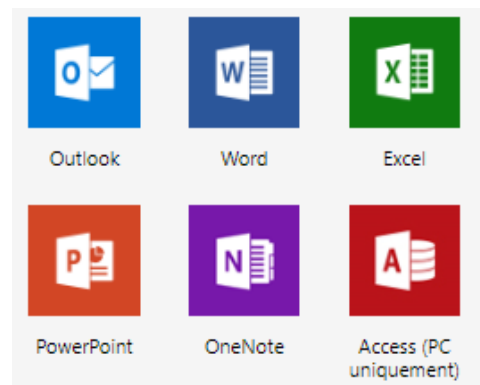 O
W
X
Outlook
Word
Excel
P
N
A
PowerPoint
OneNote
Access (PC
uniquement)